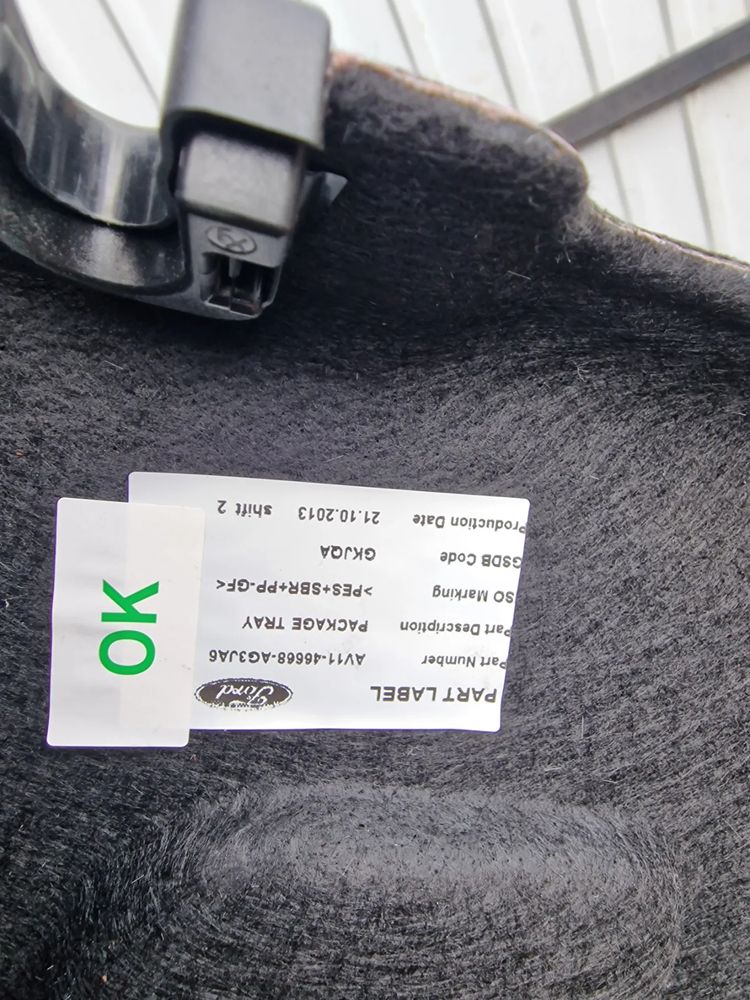 PART LABEL Ford
Part Number AV11-46668-AG3JA6
Part Description PACKAGE TRAY
SO Marking >PES+SBR+PP-GF<
GSDB Code GKJQA
Production Date 21.10.2013 shift 2
OK